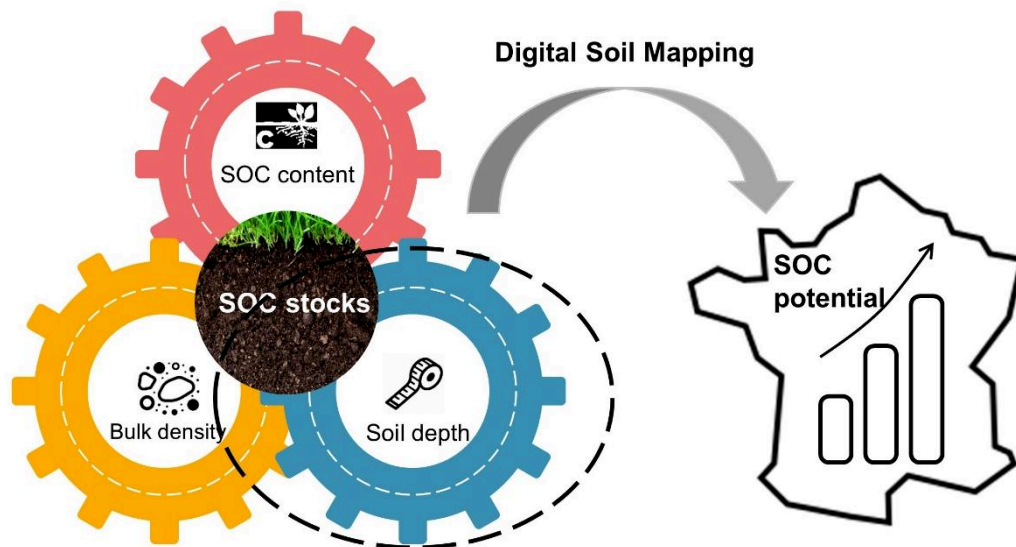 Digital Soil Mapping
C
SOC content
SOC stocks
Bulk density
Soil depth
SOC
potential